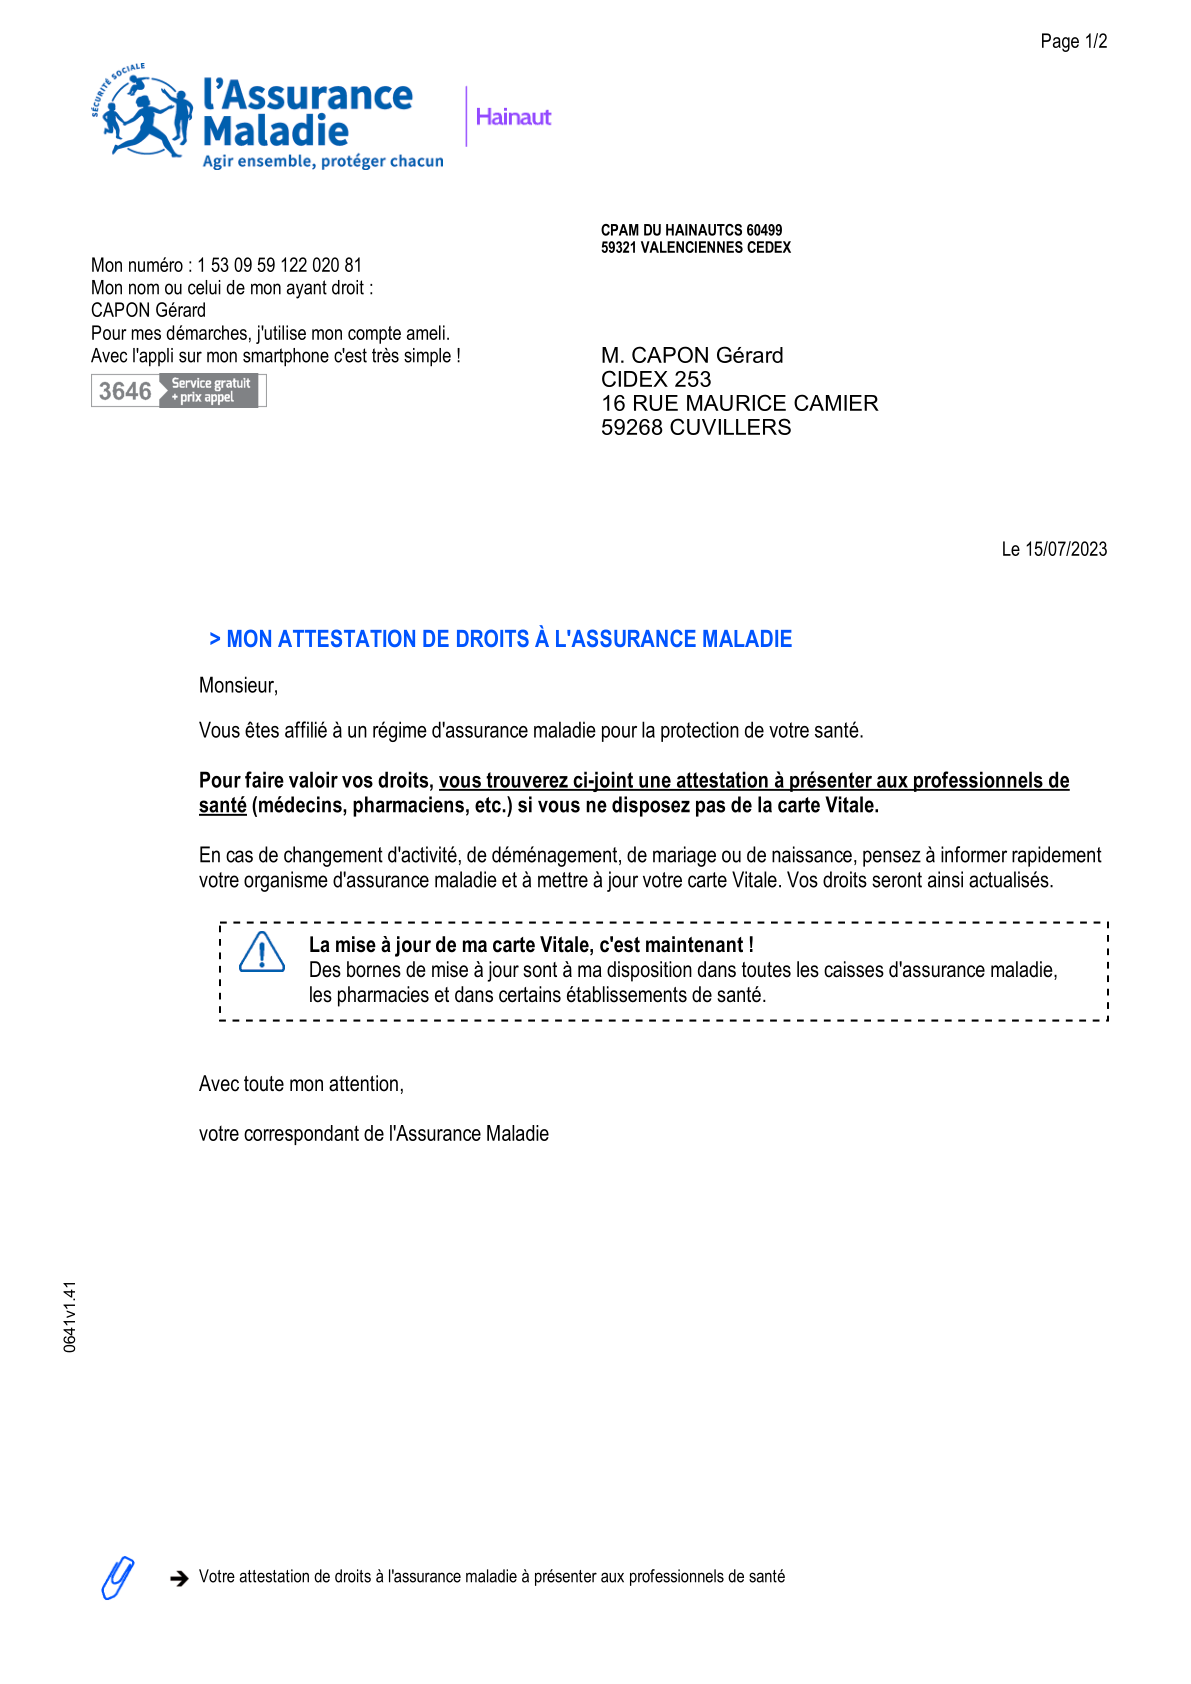 Page 1/2
SÉCURITÉ SOCIALE
l'Assurance
Maladie
Agir ensemble, protéger chacun
Hainaut
CPAM DU HAINAUTCS 60499
59321 VALENCIENNES CEDEX
Mon numéro : 1 53 09 59 122 020 81
Mon nom ou celui de mon ayant droit :
CAPON Gérard
Pour mes démarches, j'utilise mon compte ameli.
Avec l'appli sur mon smartphone c'est très simple !
3646 Service gratuit
+ prix appel
M. CAPON Gérard
CIDEX 253
16 RUE MAURICE CAMIER
59268 CUVILLERS
Le 15/07/2023
> MON ATTESTATION DE DROITS À L'ASSURANCE MALADIE
Monsieur,
Vous êtes affilié à un régime d'assurance maladie pour la protection de votre santé.
Pour faire valoir vos droits, vous trouverez ci-joint une attestation à présenter aux professionnels de
santé (médecins, pharmaciens, etc.) si vous ne disposez pas de la carte Vitale.
En cas de changement d'activité, de déménagement, de mariage ou de naissance, pensez à informer rapidement
votre organisme d'assurance maladie et à mettre à jour votre carte Vitale. Vos droits seront ainsi actualisés.
La mise à jour de ma carte Vitale, c'est maintenant !
Des bornes de mise à jour sont à ma disposition dans toutes les caisses d'assurance maladie,
les pharmacies et dans certains établissements de santé.
Avec toute mon attention,
votre correspondant de l'Assurance Maladie
0641v1.41
Votre attestation de droits à l'assurance maladie à présenter aux professionnels de santé